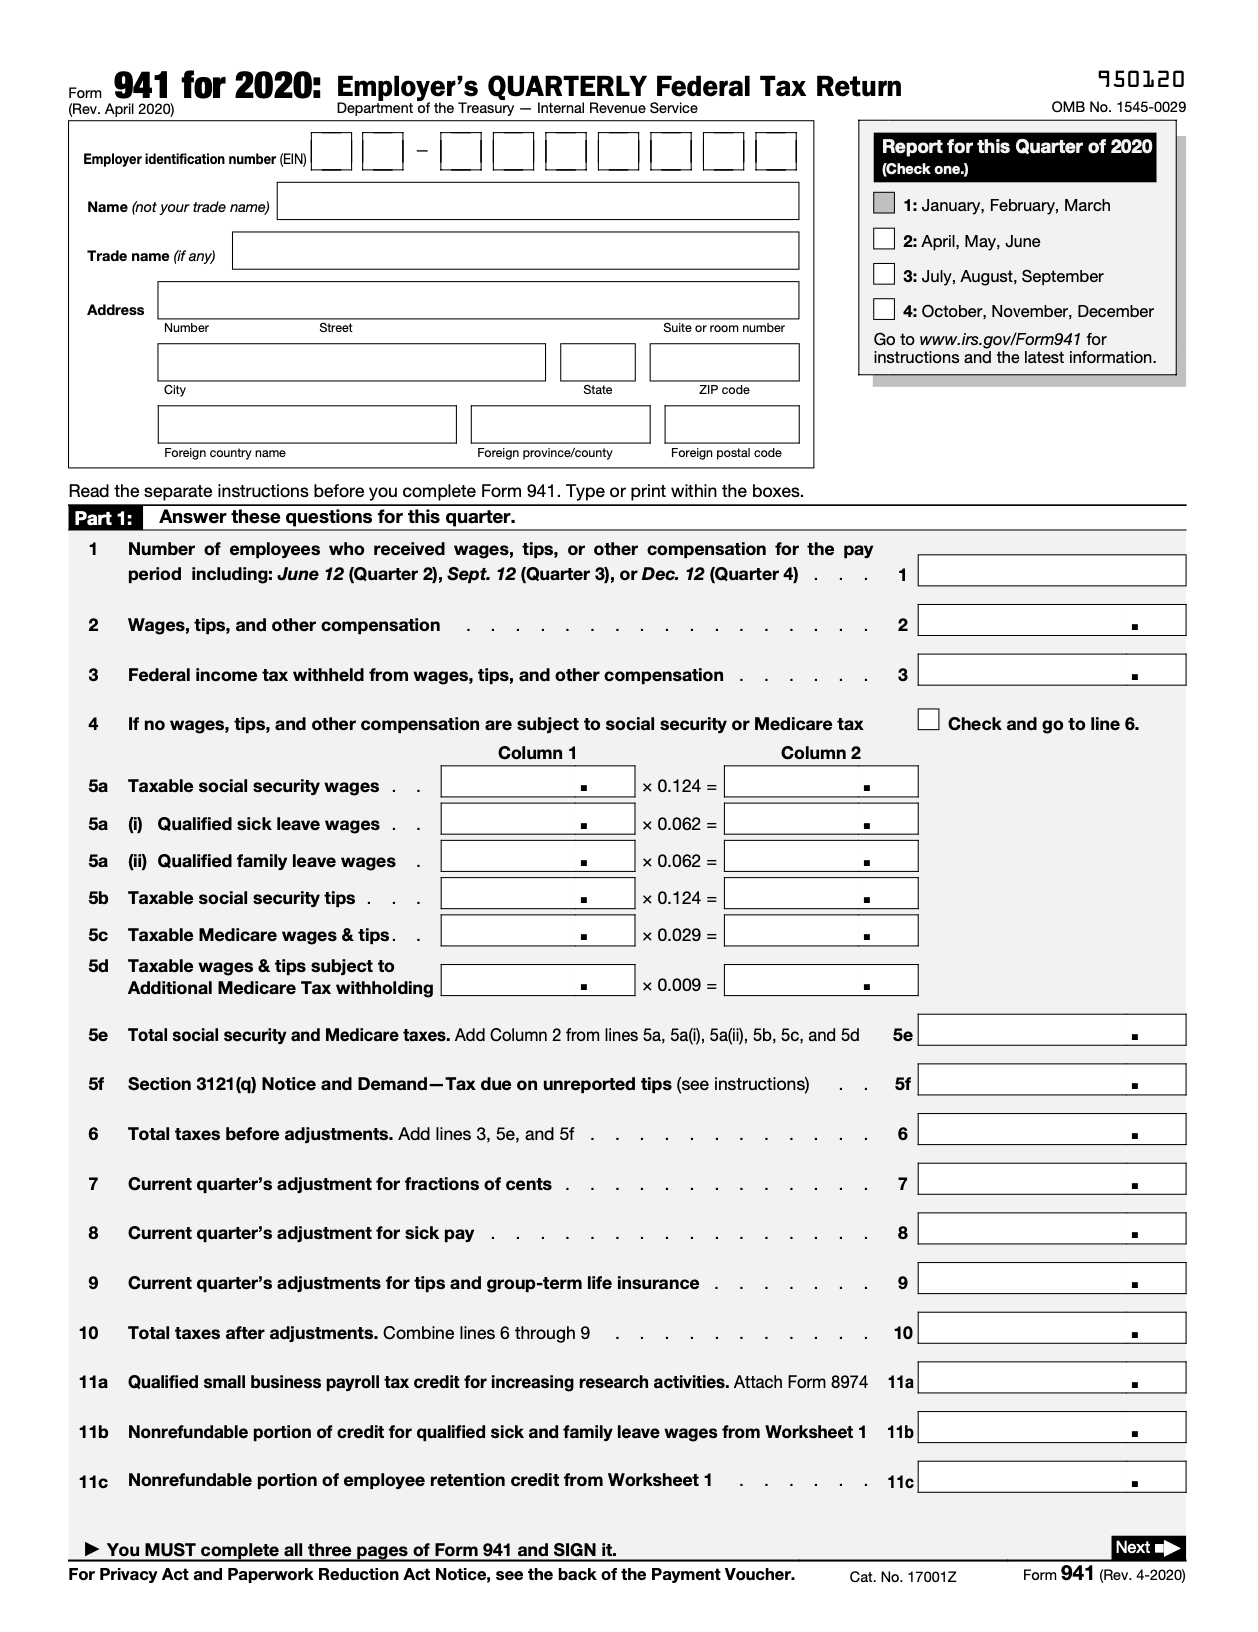 Form 941 for 2020: Employer's QUARTERLY Federal Tax Return
950120
(Rev. April 2020)
Department of the Treasury — Internal Revenue Service
OMB No. 1545-0029
Employer identification number (EIN)
–
Name (not your trade name)
Trade name (if any)
Address
Number Street Suite or room number
City State ZIP code
Foreign country name Foreign province/county Foreign postal code
Report for this Quarter of 2020
(Check one.)
1: January, February, March
2: April, May, June
3: July, August, September
4: October, November, December
Go to www.irs.gov/Form941 for
instructions and the latest information.
Read the separate instructions before you complete Form 941. Type or print within the boxes.
Part 1: Answer these questions for this quarter.
1 Number of employees who received wages, tips, or other compensation for the pay
period including: June 12 (Quarter 2), Sept. 12 (Quarter 3), or Dec. 12 (Quarter 4) . . . 1
2 Wages, tips, and other compensation . . . . . . . . . . . . . . . . . 2 .
3 Federal income tax withheld from wages, tips, and other compensation . . . . . . 3 .
4 If no wages, tips, and other compensation are subject to social security or Medicare tax Check and go to line 6.
Column 1 Column 2
5a Taxable social security wages . . . × 0.124 = .
5a (i) Qualified sick leave wages . . . × 0.062 = .
5a (ii) Qualified family leave wages . . × 0.062 = .
5b Taxable social security tips . . . . × 0.124 = .
5c Taxable Medicare wages & tips . . . × 0.029 = .
5d Taxable wages & tips subject to
Additional Medicare Tax withholding . × 0.009 = .
5e Total social security and Medicare taxes. Add Column 2 from lines 5a, 5a(i), 5a(ii), 5b, 5c, and 5d 5e .
5f Section 3121(q) Notice and Demand—Tax due on unreported tips (see instructions) . . 5f .
6 Total taxes before adjustments. Add lines 3, 5e, and 5f . . . . . . . . . . . . 6 .
7 Current quarter's adjustment for fractions of cents . . . . . . . . . . . . . 7 .
8 Current quarter's adjustment for sick pay . . . . . . . . . . . . . . . . 8 .
9 Current quarter's adjustments for tips and group-term life insurance . . . . . . . 9 .
10 Total taxes after adjustments. Combine lines 6 through 9 . . . . . . . . . . . 10 .
11a Qualified small business payroll tax credit for increasing research activities. Attach Form 8974 11a .
11b Nonrefundable portion of credit for qualified sick and family leave wages from Worksheet 1 11b .
11c Nonrefundable portion of employee retention credit from Worksheet 1 . . . . . . 11c .
► You MUST complete all three pages of Form 941 and SIGN it.
Next
For Privacy Act and Paperwork Reduction Act Notice, see the back of the Payment Voucher. Cat. No. 17001Z Form 941 (Rev. 4-2020)